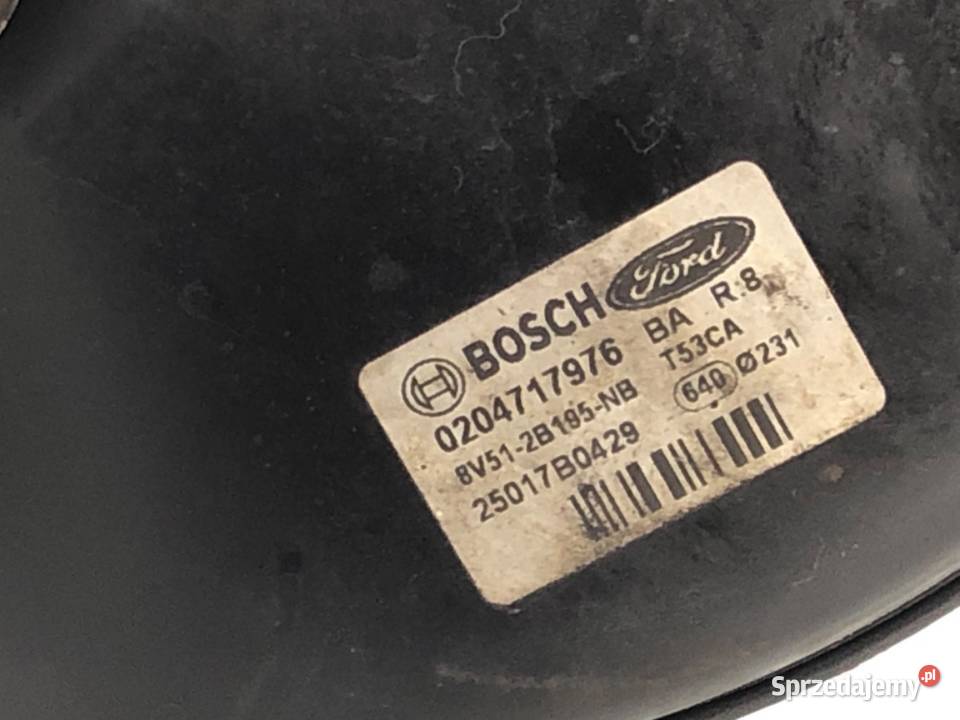 BOSCH Ford
0204717976 BA R.8
8V51-2B195-NB T53CA
25017B0429 640 Ø231
Sprzedajemy.pl